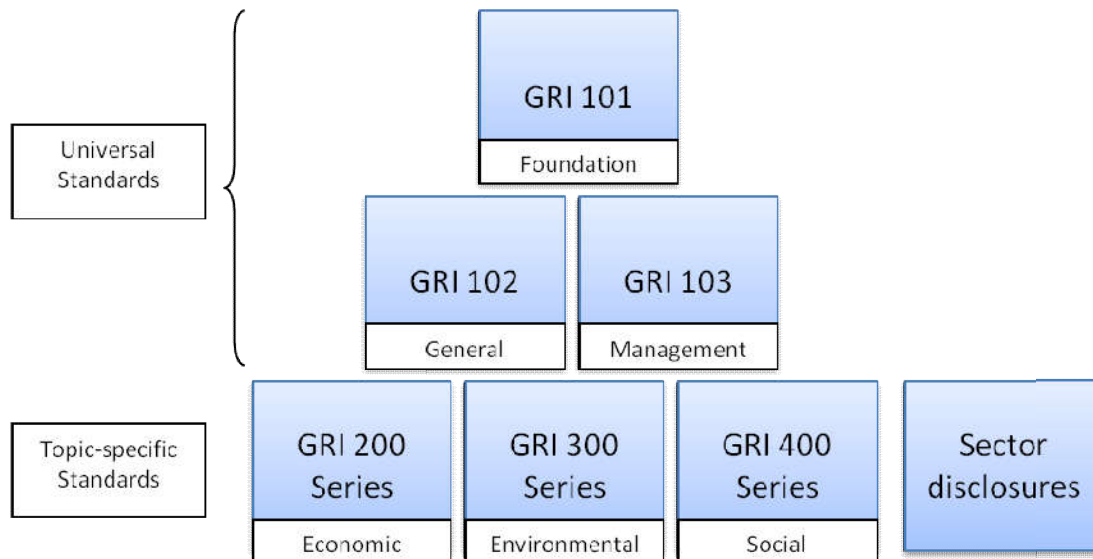 GRI 101
Foundation
Universal
Standards
GRI 102
General
GRI 103
Management
Topic-specific
Standards
GRI 200
Series
Economic
GRI 300
Series
Environmental
GRI 400
Series
Social
Sector
disclosures